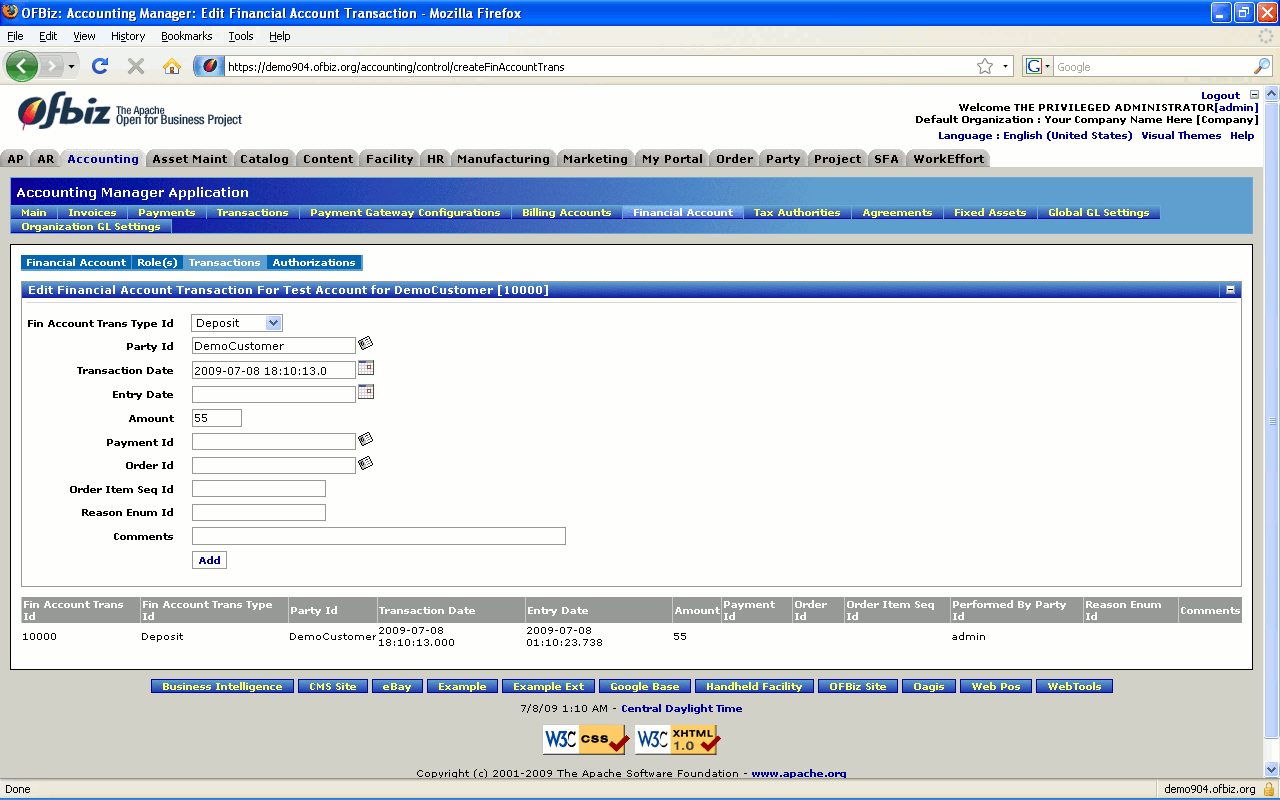 OFBiz: Accounting Manager: Edit Financial Account Transaction - Mozilla Firefox
File Edit View History Bookmarks Tools Help
https://demo904.ofbiz.org/accounting/control/createFinAccountTrans
G Google
Logout
OFbiz The Apache Open for Business Project
Welcome THE PRIVILEGED ADMINISTRATOR[admin]
Default Organization : Your Company Name Here [Company]
Language : English (United States) Visual Themes Help
AP AR Accounting Asset Maint Catalog Content Facility HR Manufacturing Marketing My Portal Order Party Project SFA WorkEffort
Accounting Manager Application
Main Invoices Payments Transactions Payment Gateway Configurations Billing Accounts Financial Account Tax Authorities Agreements Fixed Assets Global GL Settings
Organization GL Settings
Financial Account Role(s) Transactions Authorizations
Edit Financial Account Transaction For Test Account for DemoCustomer [10000]
Fin Account Trans Type Id Deposit
Party Id DemoCustomer
Transaction Date 2009-07-08 18:10:13.0
Entry Date
Amount 55
Payment Id
Order Id
Order Item Seq Id
Reason Enum Id
Comments
Add
Fin Account Trans Id Fin Account Trans Type Id Party Id Transaction Date Entry Date Amount Payment Id Order Id Order Item Seq Id Performed By Party Id Reason Enum Id Comments
10000 Deposit DemoCustomer 2009-07-08 18:10:13.000 2009-07-08 01:10:23.738 55 admin
Business Intelligence CMS Site eBay Example Example Ext Google Base Handheld Facility OFBiz Site Oagis Web Pos WebTools
7/8/09 1:10 AM - Central Daylight Time
W3C CSS W3C XHTML 1.0
Copyright (c) 2001-2009 The Apache Software Foundation - www.apache.org
Done demo904.ofbiz.org